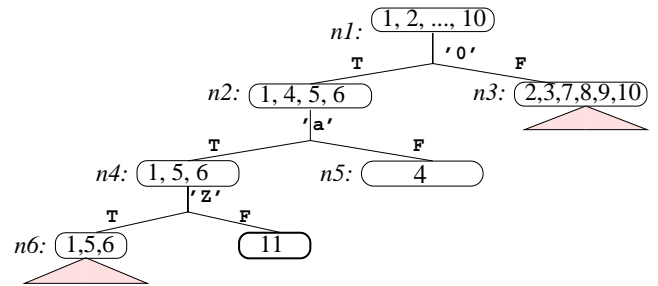 n1: 1, 2, ..., 10
'0'
T F
n2: 1, 4, 5, 6 n3: 2,3,7,8,9,10
'a'
T F
n4: 1, 5, 6 n5: 4
'Z'
T F
n6: 1,5,6 11